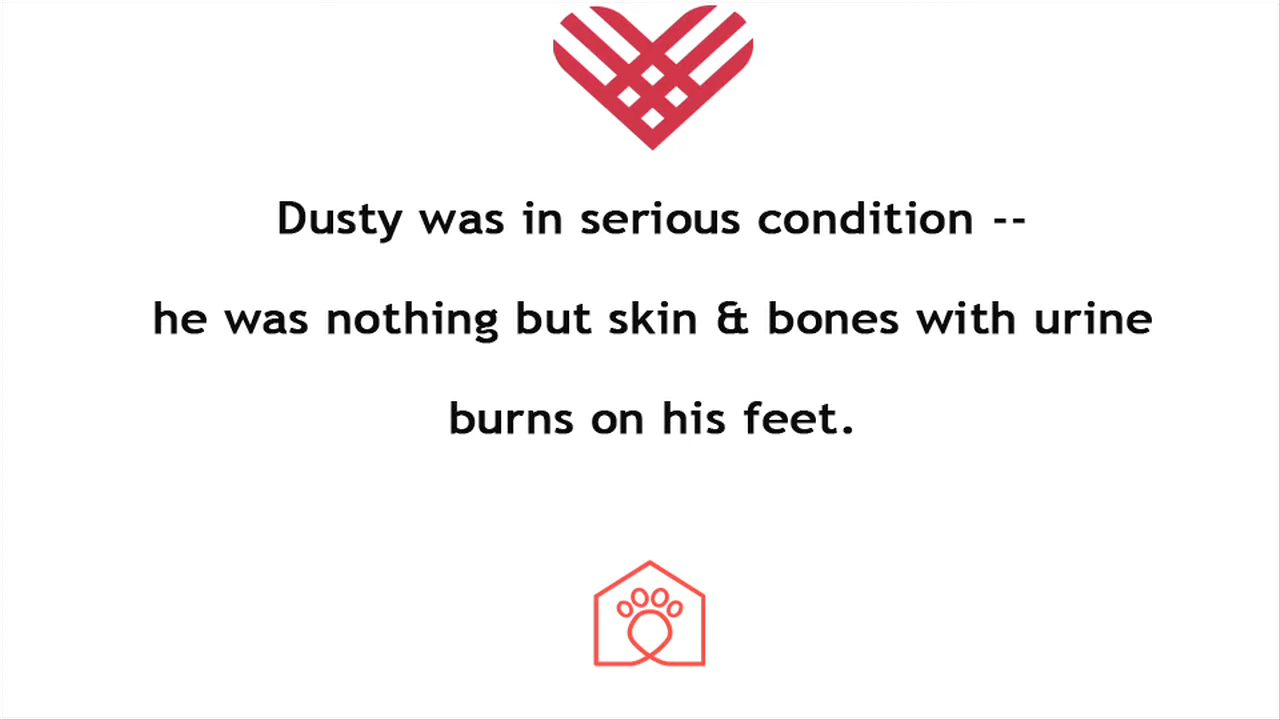 Dusty was in serious condition --
he was nothing but skin & bones with urine
burns on his feet.